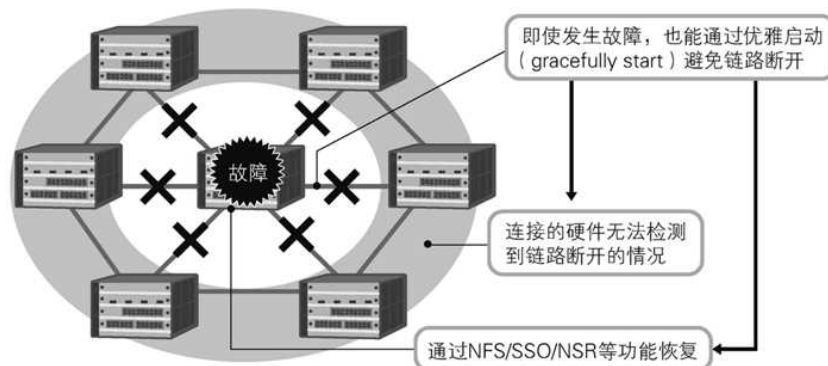 即使发生故障，也能通过优雅启动
（gracefully start）避免链路断开
故障
连接的硬件无法检测
到链路断开的情况
通过NFS/SSO/NSR等功能恢复